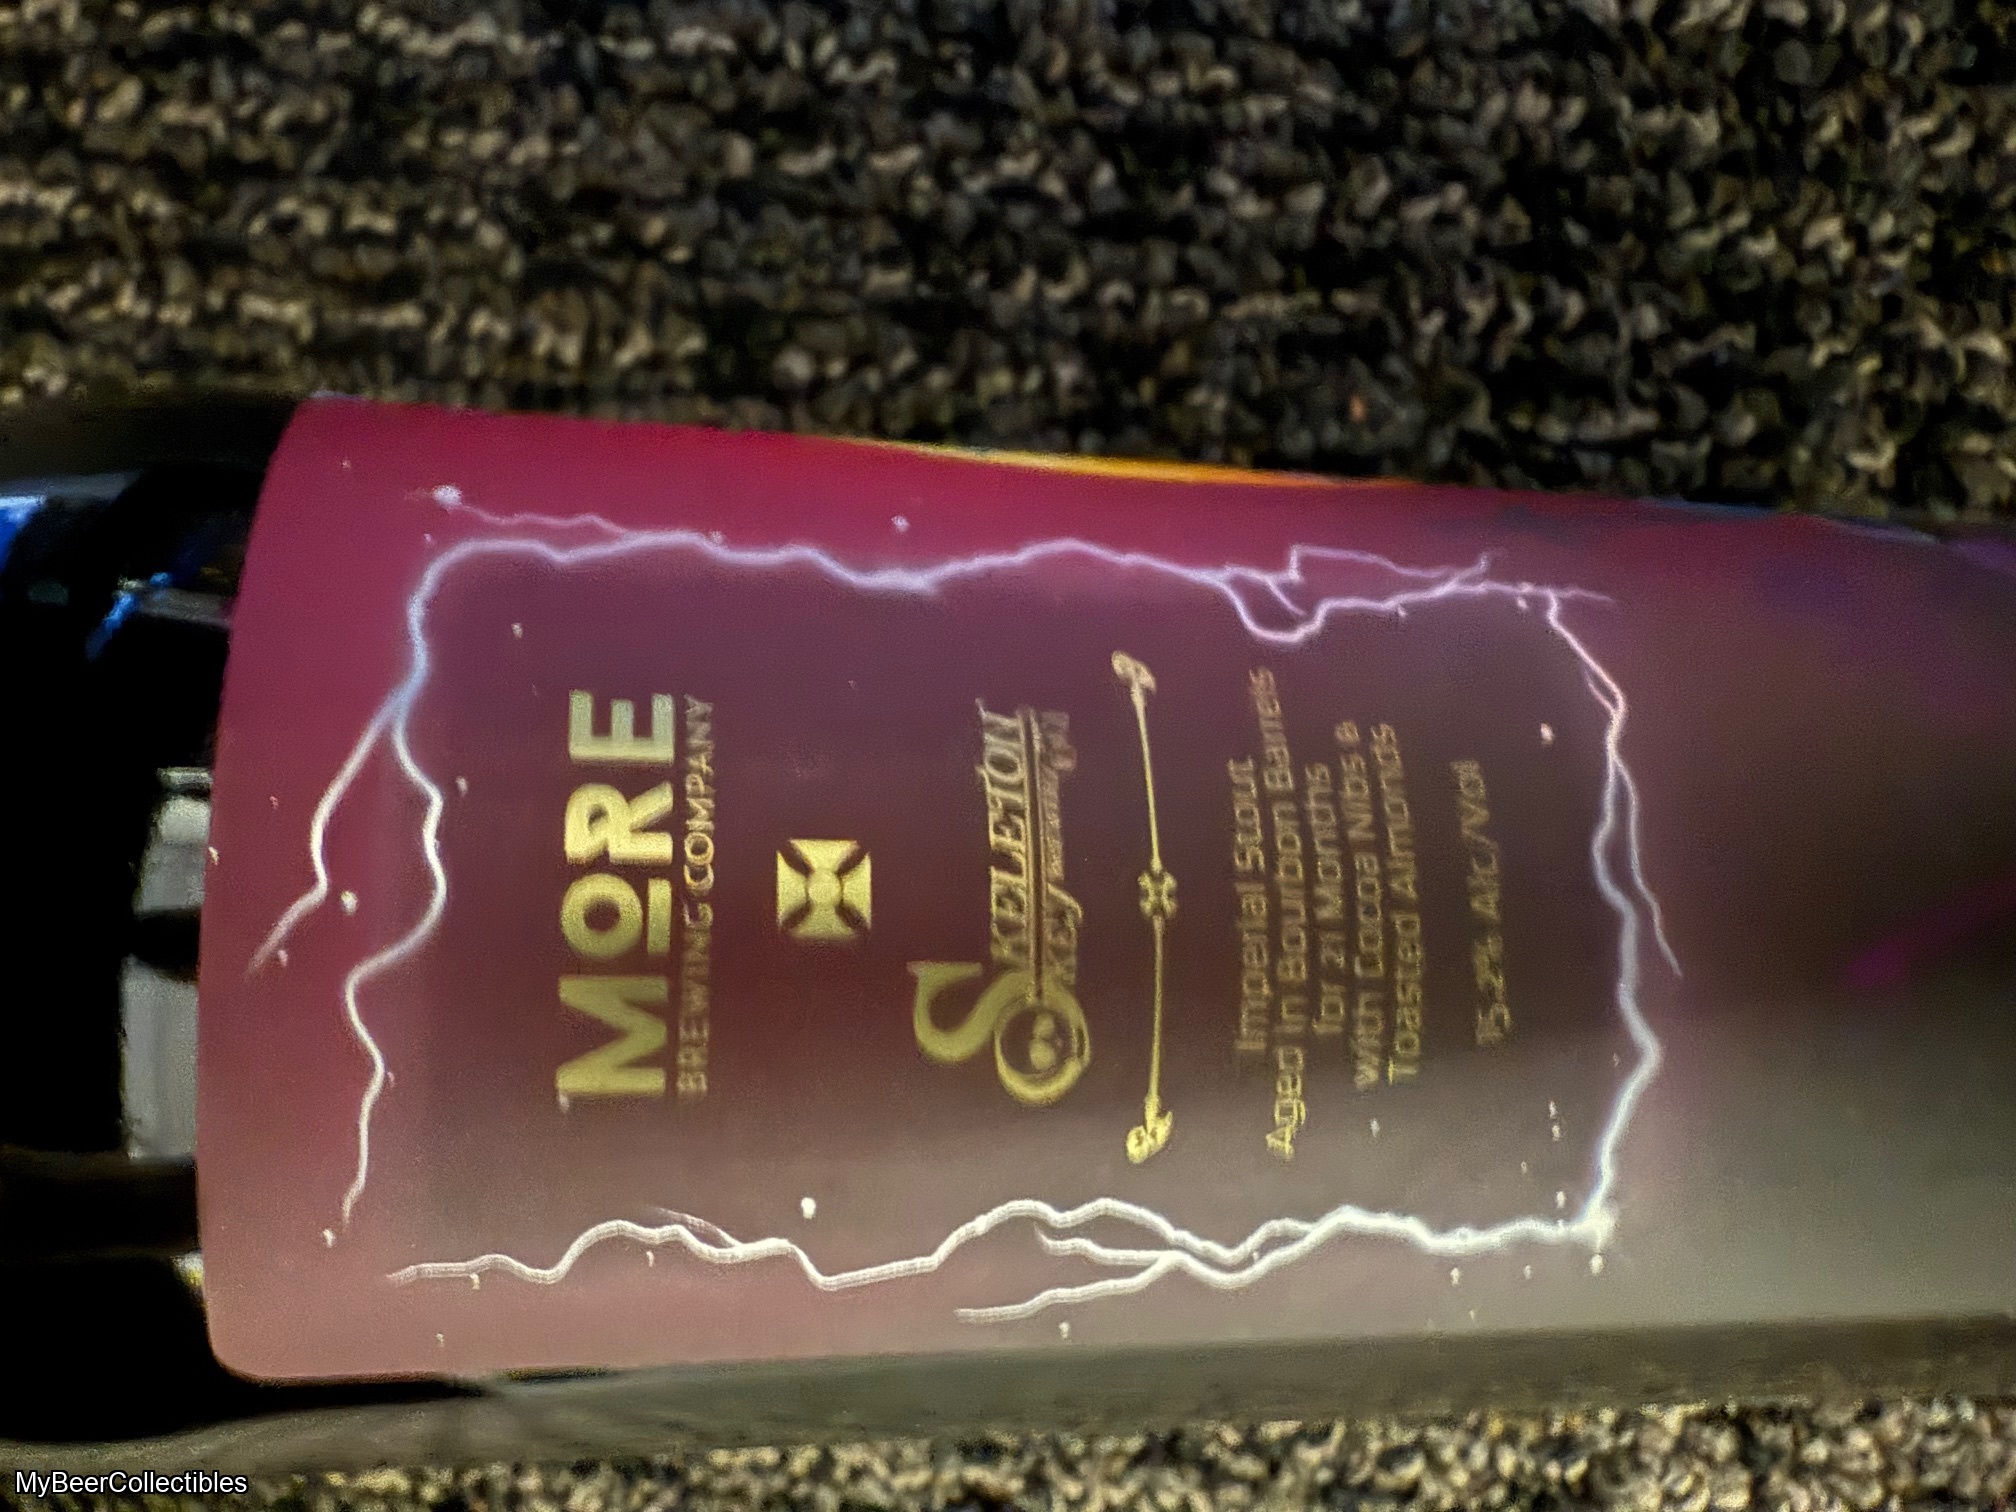 MORE
BREWING COMPANY
SKELETON
KEY
Imperial Stout
Aged In Bourbon Barrels
for 21 Months
with Cocoa Nibs &
Toasted Almonds
15.2% Alc/Vol
MyBeerCollectibles